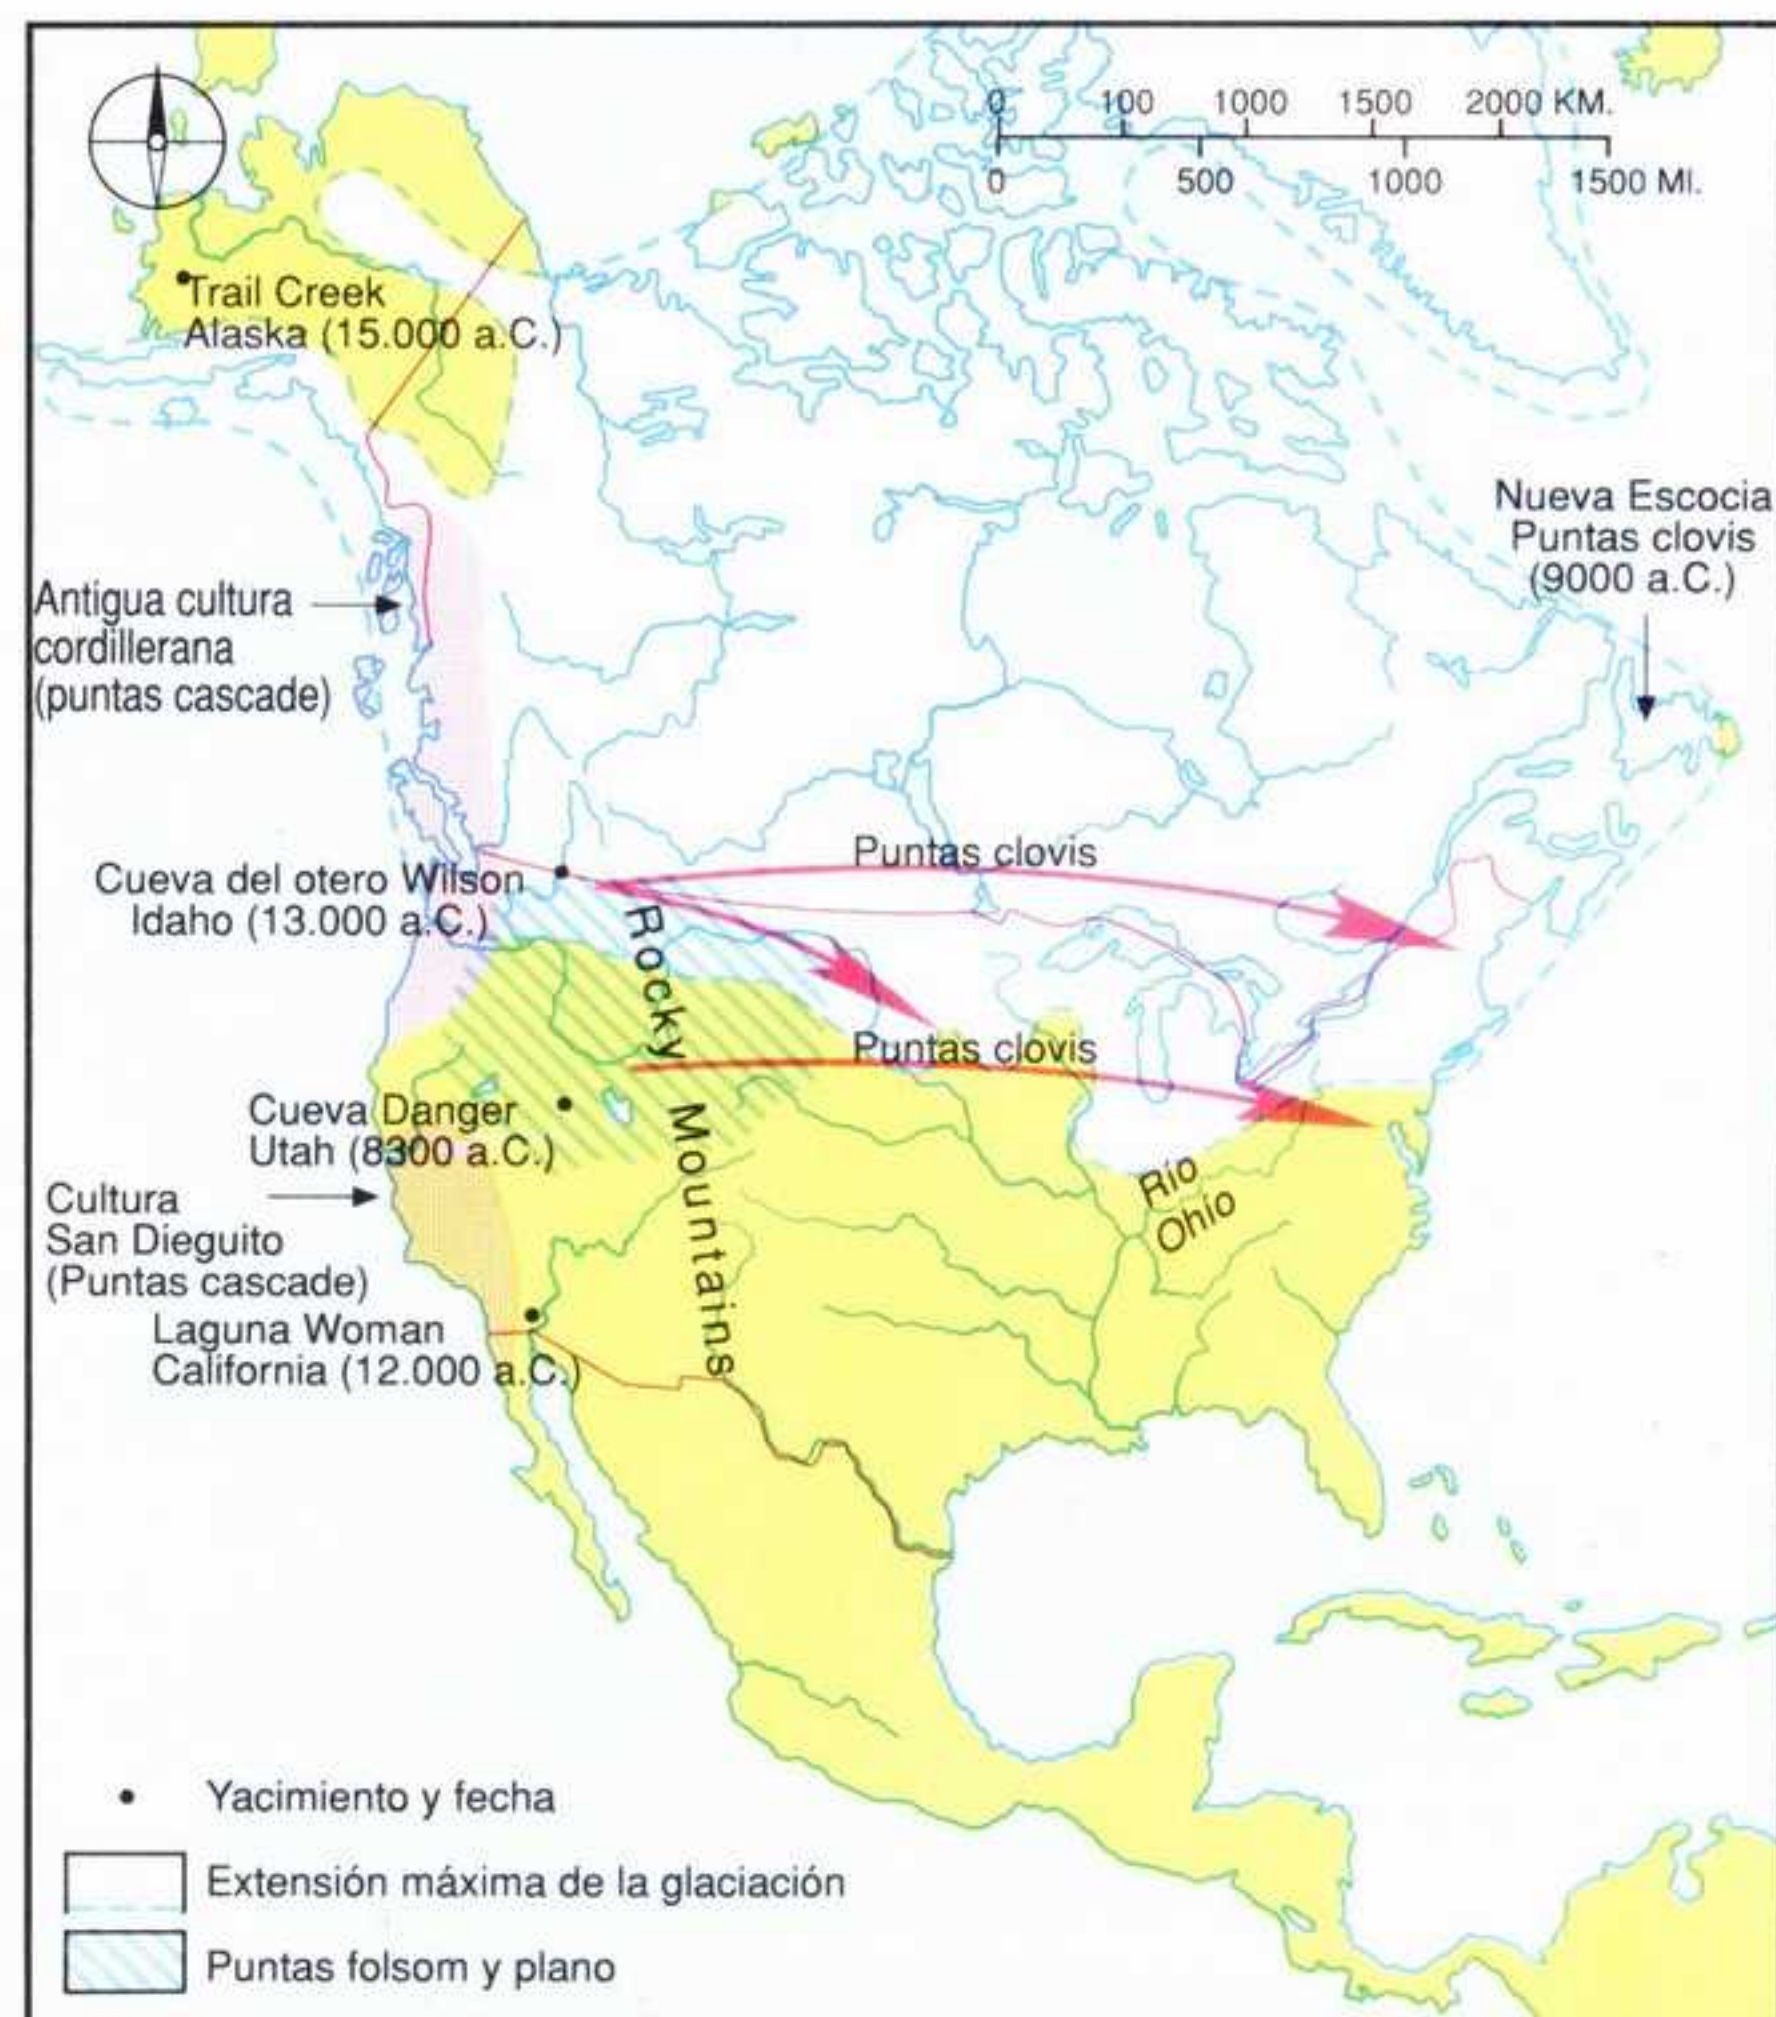 0 100 1000 1500 2000 KM.
0 500 1000 1500 MI.
Trail Creek
Alaska (15.000 a.C.)
Nueva Escocia
Puntas clovis
(9000 a.C.)
Antigua cultura
cordillerana
(puntas cascade)
Puntas clovis
Cueva del otero Wilson
Idaho (13.000 a.C.)
Rocky Mountains
Puntas clovis
Cueva Danger
Utah (8300 a.C.)
Río
Ohio
Cultura
San Dieguito
(Puntas cascade)
Laguna Woman
California (12.000 a.C.)
Yacimiento y fecha
Extensión máxima de la glaciación
Puntas folsom y plano